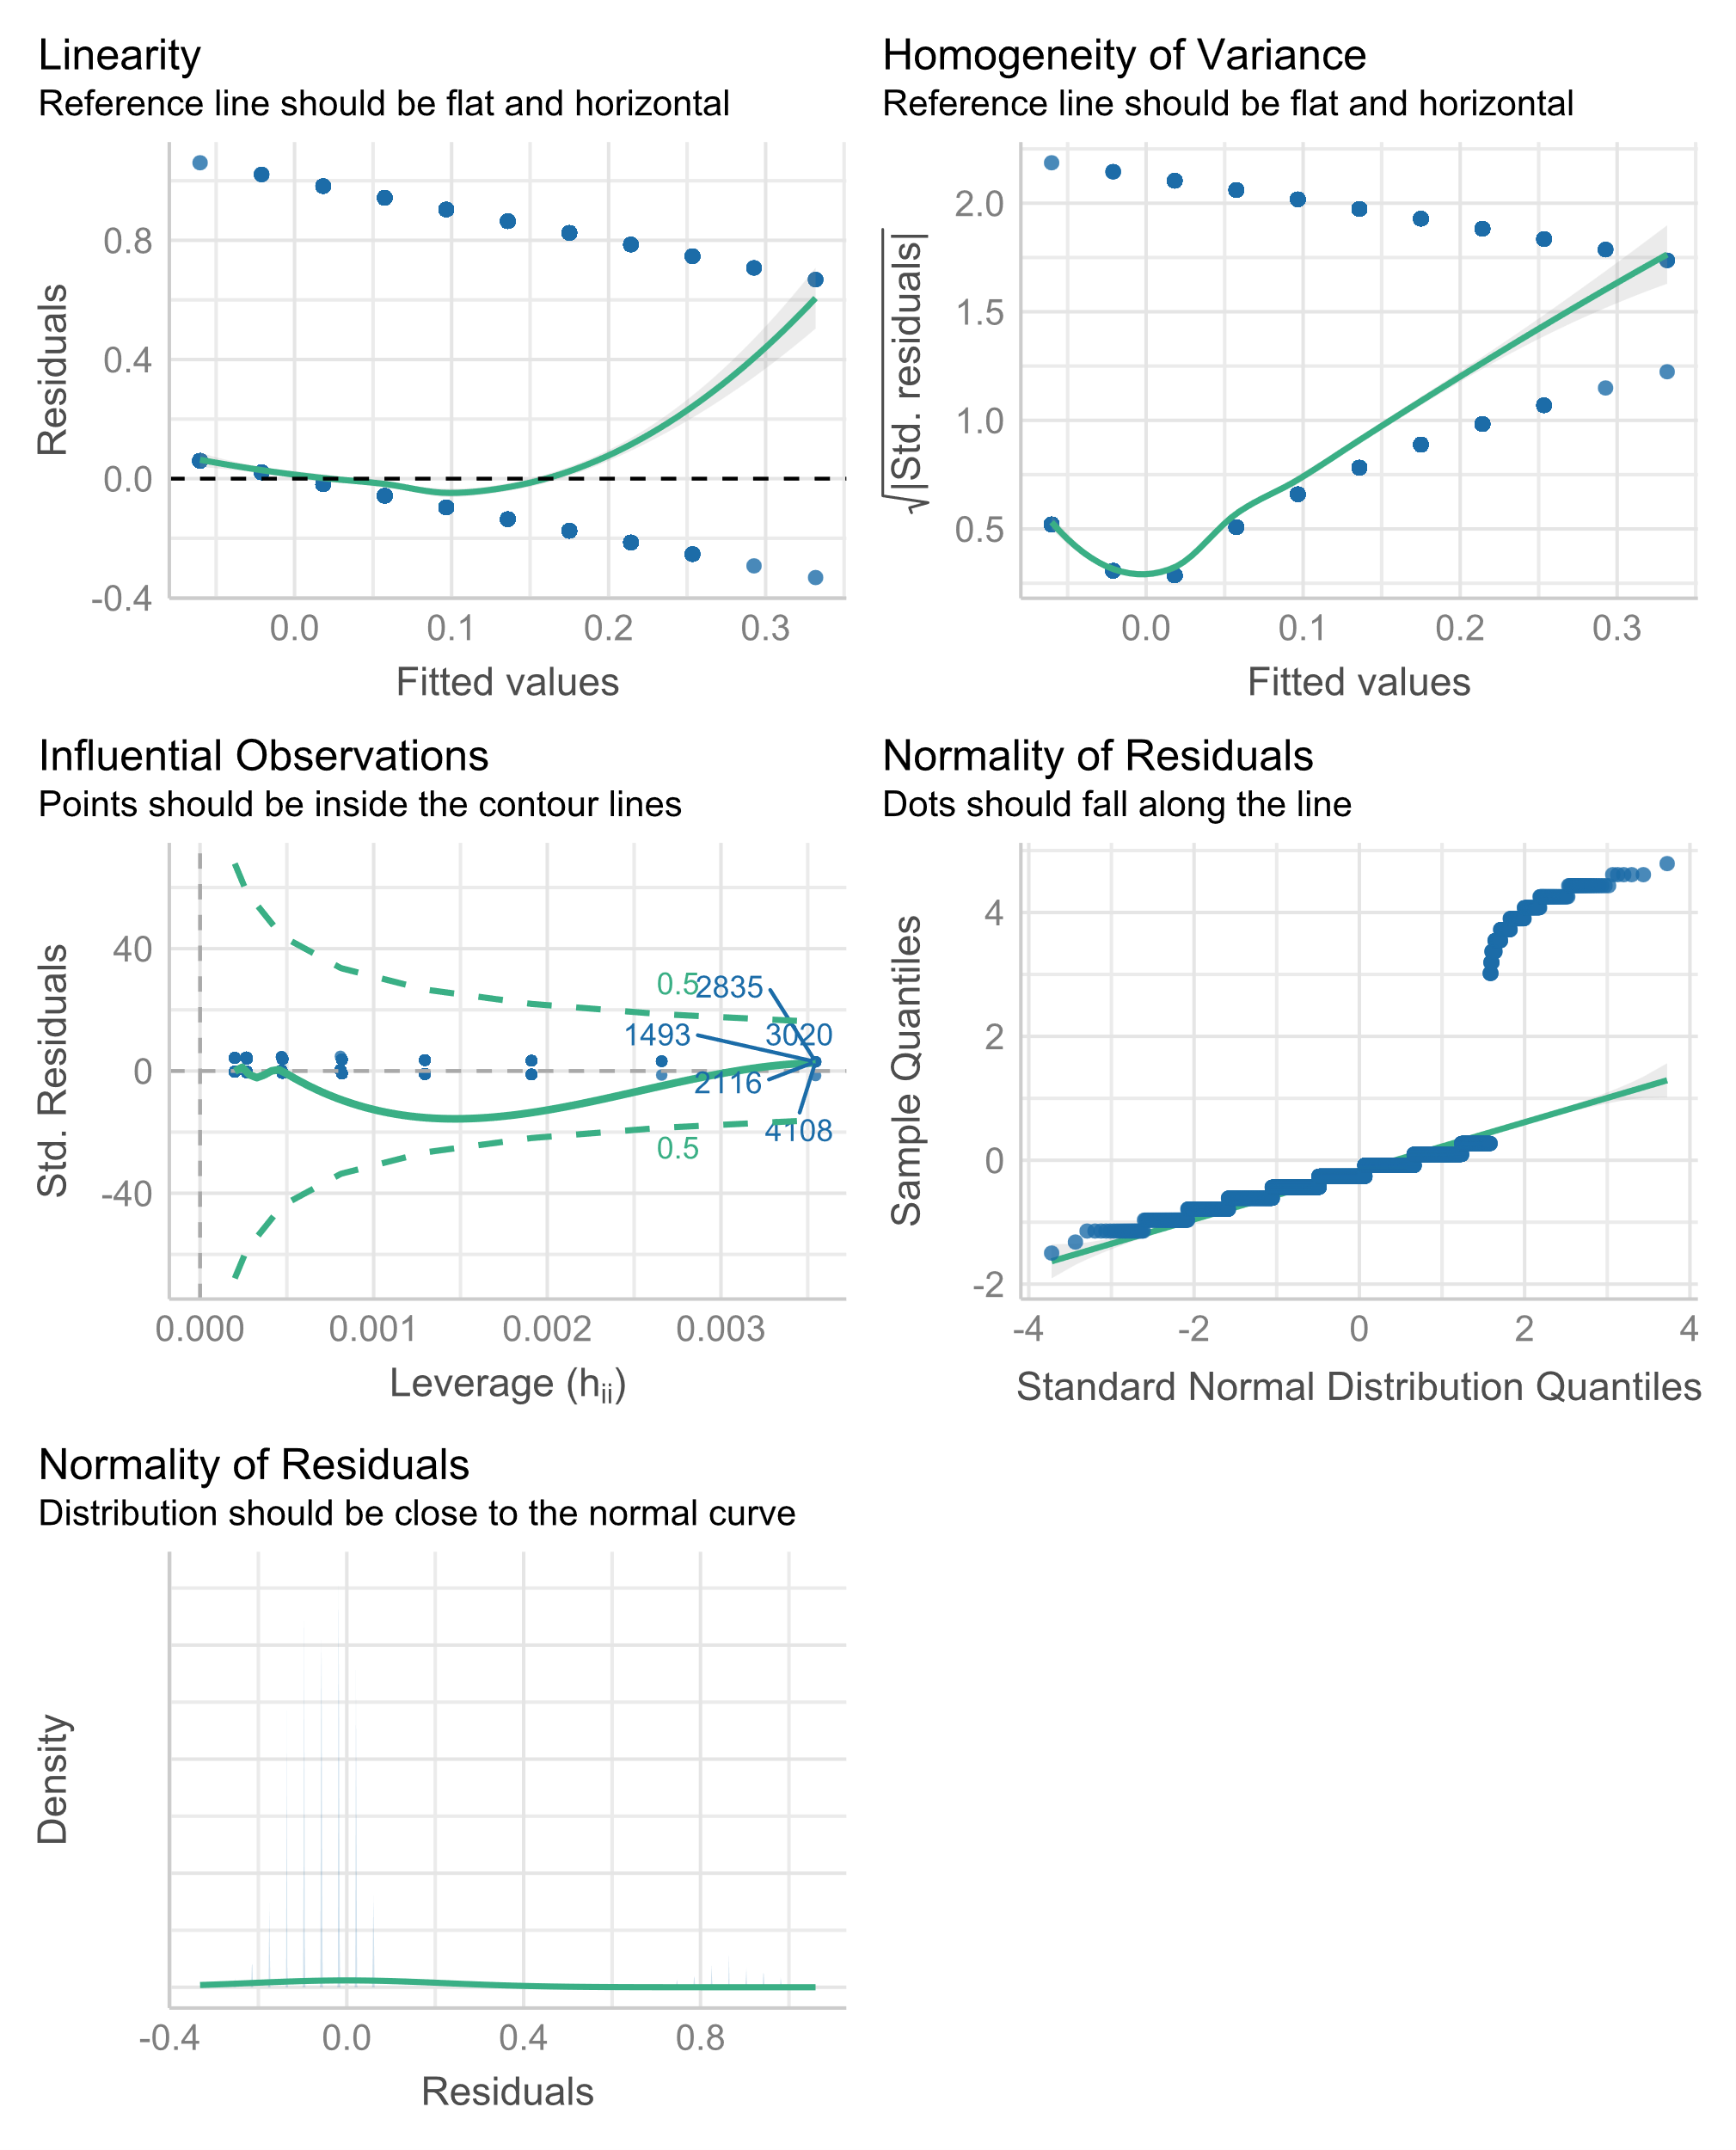 Linearity
Reference line should be flat and horizontal
Residuals
0.8
0.4
0.0
-0.4
0.0 0.1 0.2 0.3
Fitted values
Homogeneity of Variance
Reference line should be flat and horizontal
√|Std. residuals|
2.0
1.5
1.0
0.5
0.0 0.1 0.2 0.3
Fitted values
Influential Observations
Points should be inside the contour lines
Std. Residuals
40
0
-40
0.5
2835
1493
3020
2116
4108
0.5
0.000 0.001 0.002 0.003
Leverage (hᵢᵢ)
Normality of Residuals
Dots should fall along the line
Sample Quantiles
4
2
0
-2
-4 -2 0 2 4
Standard Normal Distribution Quantiles
Normality of Residuals
Distribution should be close to the normal curve
Density
-0.4 0.0 0.4 0.8
Residuals